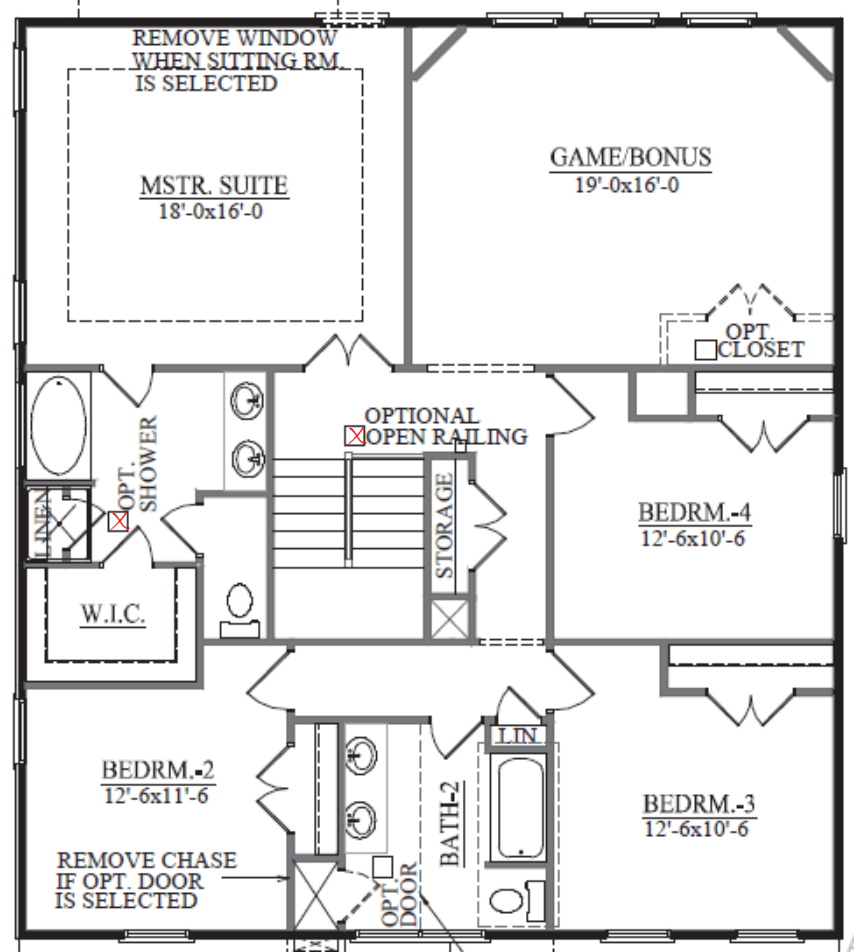 REMOVE WINDOW
WHEN SITTING RM.
IS SELECTED
MSTR. SUITE
18'-0x16'-0
GAME/BONUS
19'-0x16'-0
OPT.
CLOSET
OPTIONAL
OPEN RAILING
OPT.
SHOWER
LINEN
STORAGE
W.I.C.
BEDRM.-4
12'-6x10'-6
BEDRM.-2
12'-6x11'-6
LIN
BATH-2
BEDRM.-3
12'-6x10'-6
REMOVE CHASE
IF OPT. DOOR
IS SELECTED
OPT.
DOOR